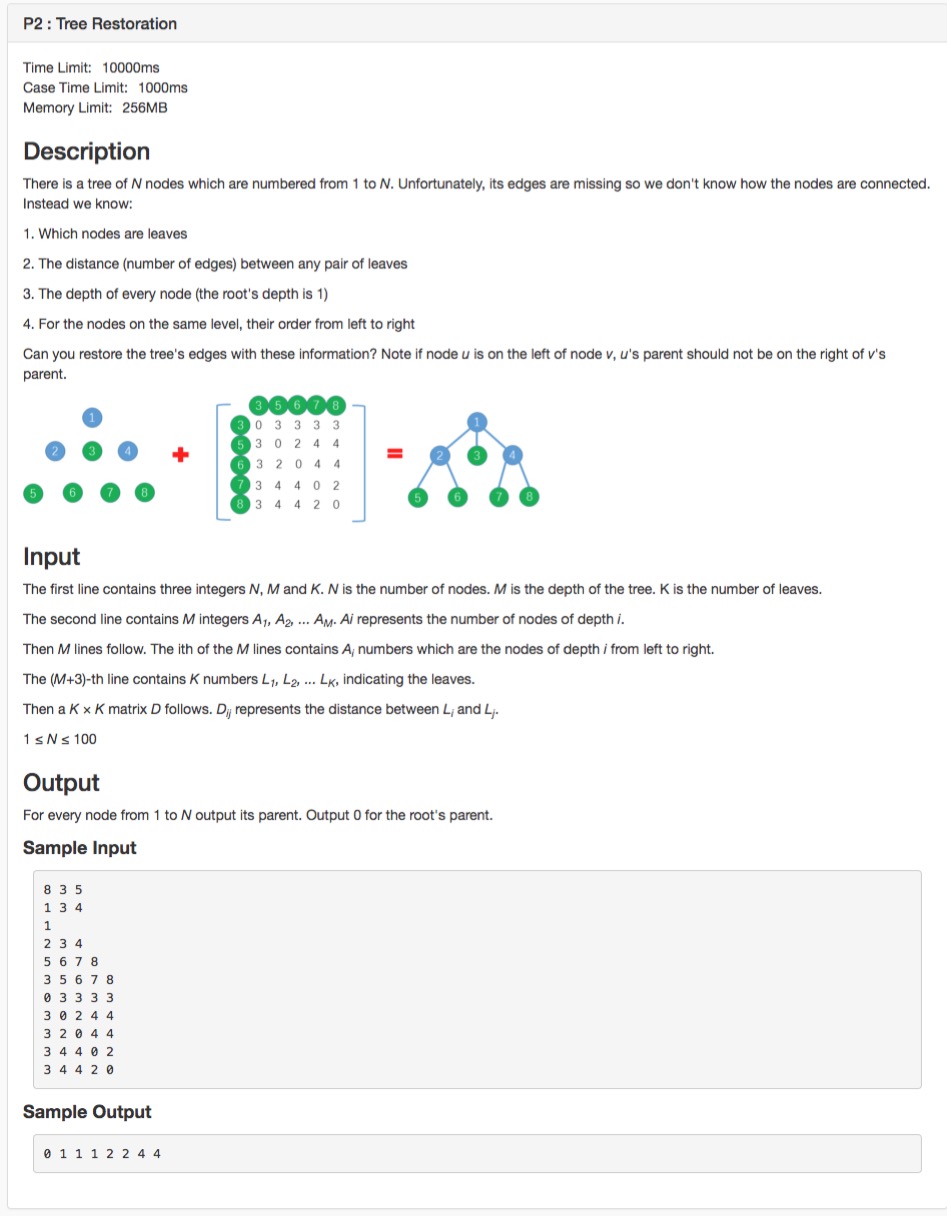 P2 : Tree Restoration
Time Limit: 10000ms
Case Time Limit: 1000ms
Memory Limit: 256MB
Description
There is a tree of N nodes which are numbered from 1 to N. Unfortunately, its edges are missing so we don't know how the nodes are connected.
Instead we know:
1. Which nodes are leaves
2. The distance (number of edges) between any pair of leaves
3. The depth of every node (the root's depth is 1)
4. For the nodes on the same level, their order from left to right
Can you restore the tree's edges with these information? Note if node u is on the left of node v, u's parent should not be on the right of v's
parent.
1
2 3 4
5 6 7 8
+
3 5 6 7 8
3 0 3 3 3 3
5 3 0 2 4 4
6 3 2 0 4 4
7 3 4 4 0 2
8 3 4 4 2 0
=
1
2 3 4
5 6 7 8
Input
The first line contains three integers N, M and K. N is the number of nodes. M is the depth of the tree. K is the number of leaves.
The second line contains M integers A1, A2, ... AM. Ai represents the number of nodes of depth i.
Then M lines follow. The ith of the M lines contains Ai numbers which are the nodes of depth i from left to right.
The (M+3)-th line contains K numbers L1, L2, ... LK, indicating the leaves.
Then a K × K matrix D follows. Dij represents the distance between Li and Lj.
1 ≤ N ≤ 100
Output
For every node from 1 to N output its parent. Output 0 for the root's parent.
Sample Input
8 3 5
1 3 4
1
2 3 4
5 6 7 8
3 5 6 7 8
0 3 3 3 3
3 0 2 4 4
3 2 0 4 4
3 4 4 0 2
3 4 4 2 0
Sample Output
0 1 1 1 2 2 4 4